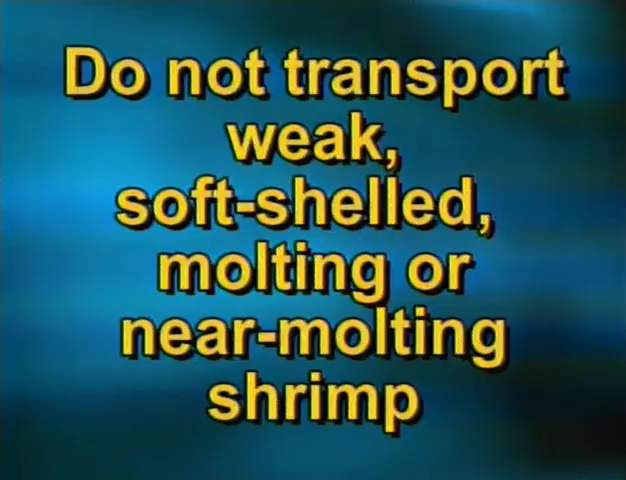 Do not transport
weak,
soft-shelled,
molting or
near-molting
shrimp